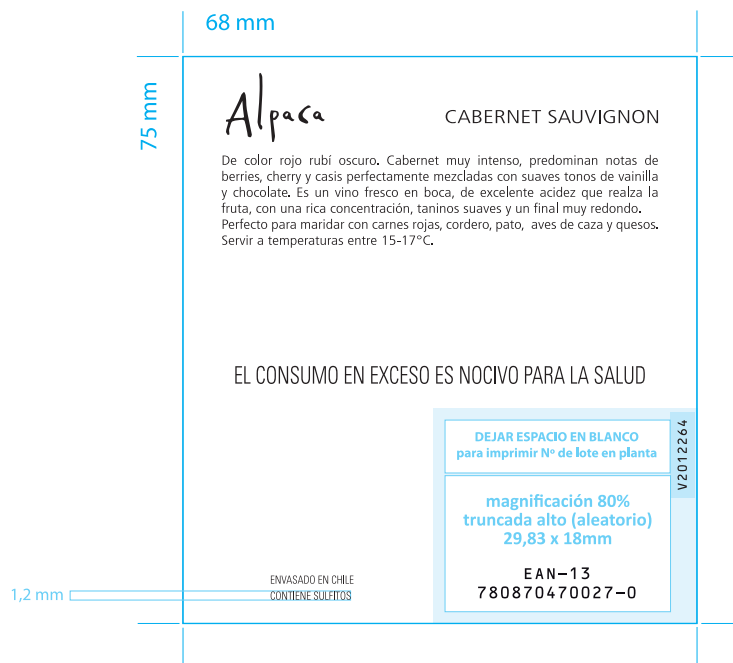 68 mm
75 mm
Alpaca
CABERNET SAUVIGNON
De color rojo rubí oscuro. Cabernet muy intenso, predominan notas de
berries, cherry y casis perfectamente mezcladas con suaves tonos de vainilla
y chocolate. Es un vino fresco en boca, de excelente acidez que realza la
fruta, con una rica concentración, taninos suaves y un final muy redondo.
Perfecto para maridar con carnes rojas, cordero, pato, aves de caza y quesos.
Servir a temperaturas entre 15-17°C.
EL CONSUMO EN EXCESO ES NOCIVO PARA LA SALUD
DEJAR ESPACIO EN BLANCO
para imprimir Nº de lote en planta
V2012264
magnificación 80%
truncada alto (aleatorio)
29,83 x 18mm
EAN-13
780870470027-0
ENVASADO EN CHILE
CONTIENE SULFITOS
1,2 mm